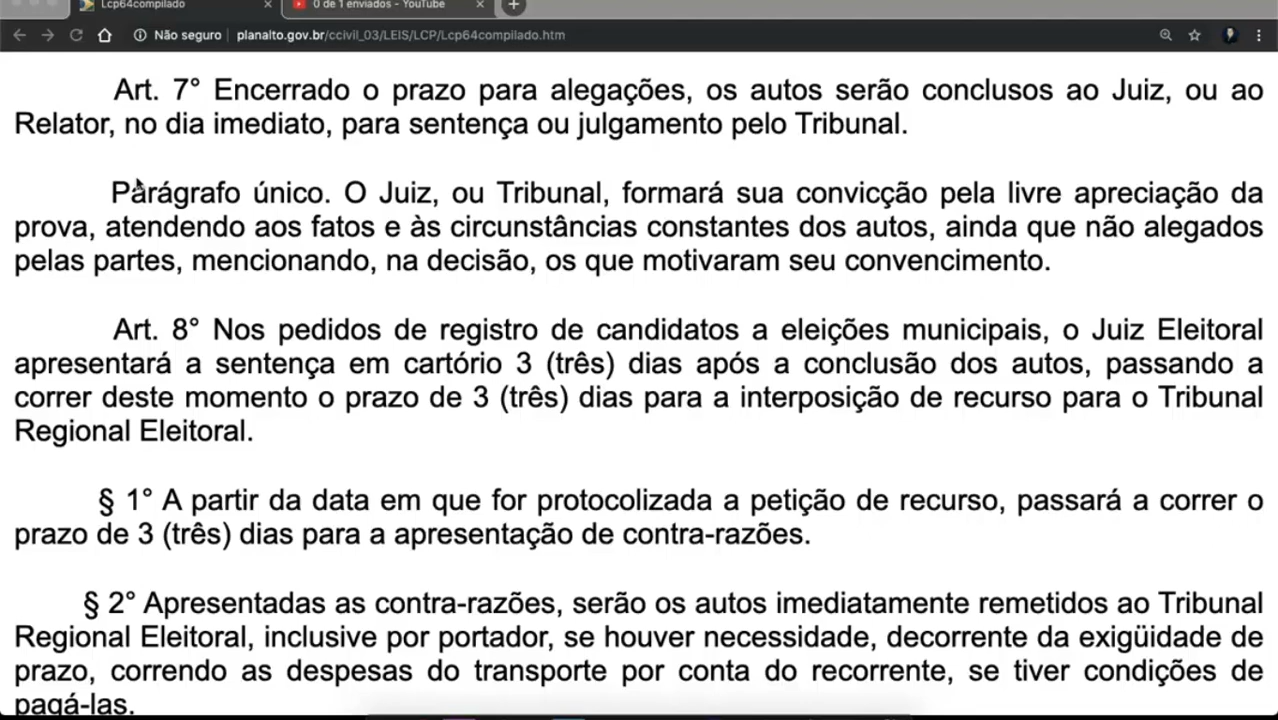 Lcp64compilado
0 de 1 enviados - YouTube
Não seguro | planalto.gov.br/ccivil_03/LEIS/LCP/Lcp64compilado.htm
Art. 7° Encerrado o prazo para alegações, os autos serão conclusos ao Juiz, ou ao
Relator, no dia imediato, para sentença ou julgamento pelo Tribunal.
Parágrafo único. O Juiz, ou Tribunal, formará sua convicção pela livre apreciação da
prova, atendendo aos fatos e às circunstâncias constantes dos autos, ainda que não alegados
pelas partes, mencionando, na decisão, os que motivaram seu convencimento.
Art. 8° Nos pedidos de registro de candidatos a eleições municipais, o Juiz Eleitoral
apresentará a sentença em cartório 3 (três) dias após a conclusão dos autos, passando a
correr deste momento o prazo de 3 (três) dias para a interposição de recurso para o Tribunal
Regional Eleitoral.
§ 1° A partir da data em que for protocolizada a petição de recurso, passará a correr o
prazo de 3 (três) dias para a apresentação de contra-razões.
§ 2° Apresentadas as contra-razões, serão os autos imediatamente remetidos ao Tribunal
Regional Eleitoral, inclusive por portador, se houver necessidade, decorrente da exigüidade de
prazo, correndo as despesas do transporte por conta do recorrente, se tiver condições de
pagá-las.